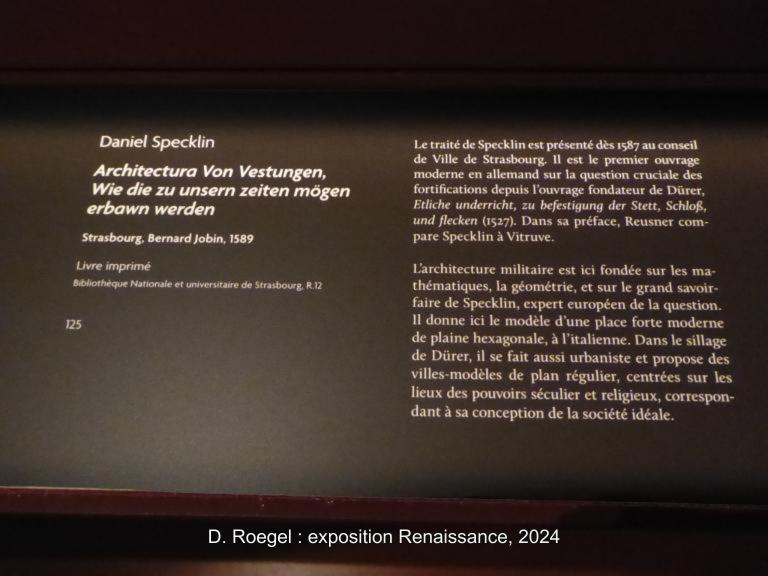 Daniel Specklin
Architectura Von Vestungen,
Wie die zu unsern zeiten mögen
erbawn werden
Strasbourg, Bernard Jobin, 1589
Livre imprimé
Bibliothèque Nationale et universitaire de Strasbourg, R.12
125
Le traité de Specklin est présenté dès 1587 au conseil
de Ville de Strasbourg. Il est le premier ouvrage
moderne en allemand sur la question cruciale des
fortifications depuis l'ouvrage fondateur de Dürer,
Etliche underricht, zu befestigung der Stett, Schloß,
und flecken (1527). Dans sa préface, Reusner com-
pare Specklin à Vitruve.
L'architecture militaire est ici fondée sur les ma-
thématiques, la géométrie, et sur le grand savoir-
faire de Specklin, expert européen de la question.
Il donne ici le modèle d'une place forte moderne
de plaine hexagonale, à l'italienne. Dans le sillage
de Dürer, il se fait aussi urbaniste et propose des
villes-modèles de plan régulier, centrées sur les
lieux des pouvoirs séculier et religieux, correspon-
dant à sa conception de la société idéale.
D. Roegel : exposition Renaissance, 2024